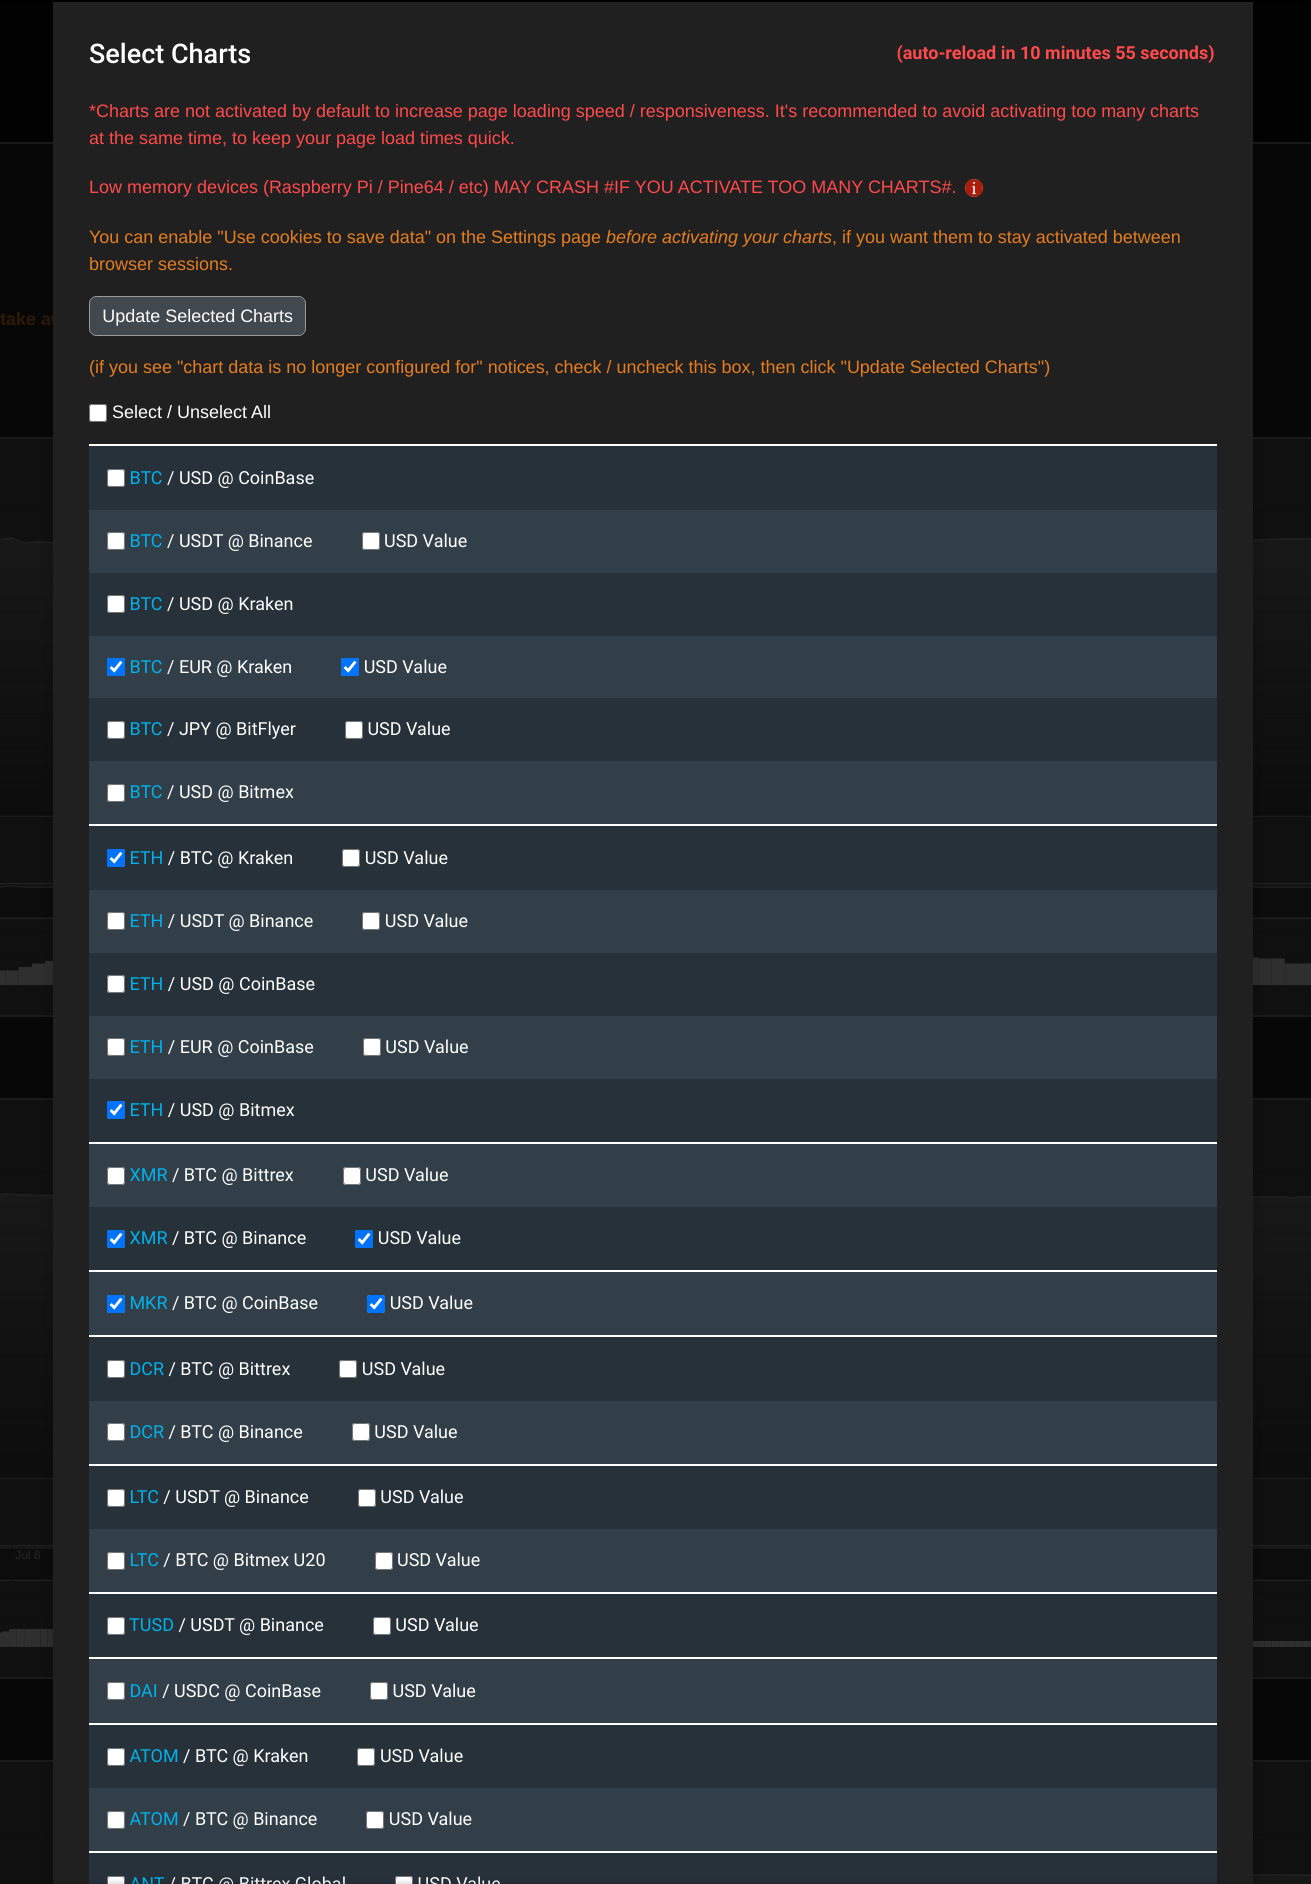 Select Charts
(auto-reload in 10 minutes 55 seconds)
*Charts are not activated by default to increase page loading speed / responsiveness. It's recommended to avoid activating too many charts
at the same time, to keep your page load times quick.
Low memory devices (Raspberry Pi / Pine64 / etc) MAY CRASH #IF YOU ACTIVATE TOO MANY CHARTS#.
You can enable "Use cookies to save data" on the Settings page before activating your charts, if you want them to stay activated between
browser sessions.
take a
Update Selected Charts
(if you see "chart data is no longer configured for" notices, check / uncheck this box, then click "Update Selected Charts")
Select / Unselect All
BTC / USD @ CoinBase
BTC / USDT @ Binance USD Value
BTC / USD @ Kraken
BTC / EUR @ Kraken USD Value
BTC / JPY @ BitFlyer USD Value
BTC / USD @ Bitmex
ETH / BTC @ Kraken USD Value
ETH / USDT @ Binance USD Value
ETH / USD @ CoinBase
ETH / EUR @ CoinBase USD Value
ETH / USD @ Bitmex
XMR / BTC @ Bittrex USD Value
XMR / BTC @ Binance USD Value
MKR / BTC @ CoinBase USD Value
DCR / BTC @ Bittrex USD Value
DCR / BTC @ Binance USD Value
LTC / USDT @ Binance USD Value
LTC / BTC @ Bitmex U20 USD Value
Jul 8
TUSD / USDT @ Binance USD Value
DAI / USDC @ CoinBase USD Value
ATOM / BTC @ Kraken USD Value
ATOM / BTC @ Binance USD Value
ANT / BTC @ Bittrex Global USD Value